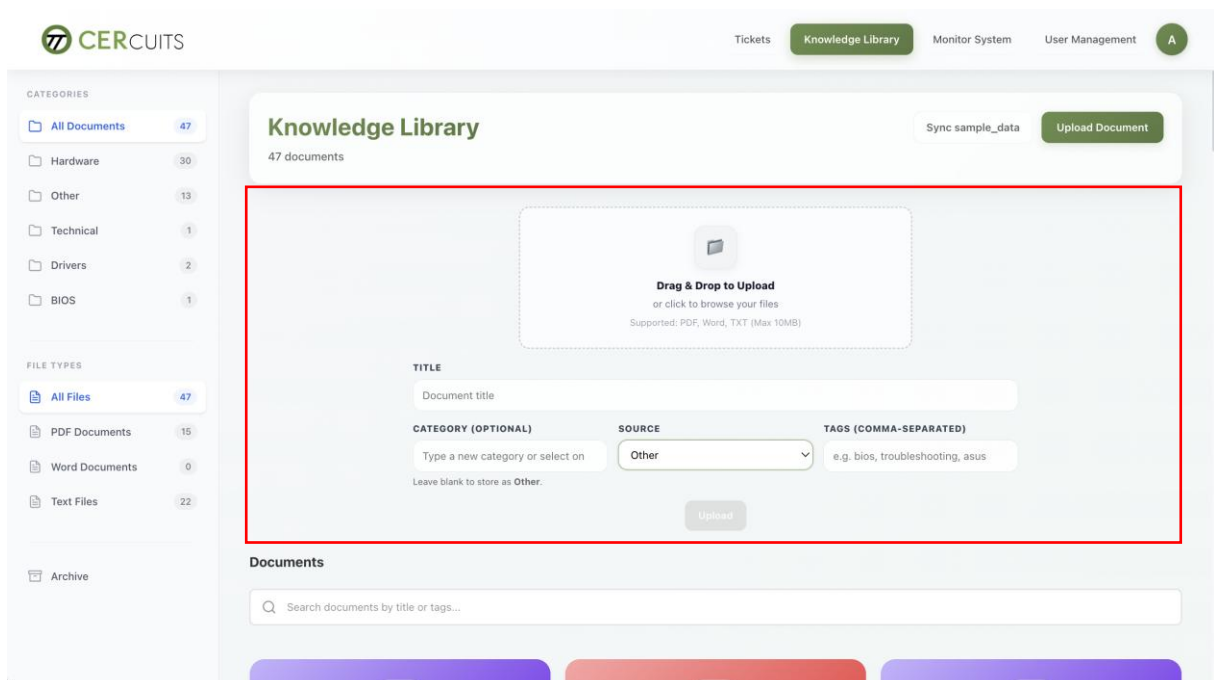 CERCUITS
Tickets
Knowledge Library
Monitor System
User Management
A
CATEGORIES
All Documents 47
Hardware 30
Other 13
Technical 1
Drivers 2
BIOS 1
FILE TYPES
All Files 47
PDF Documents 15
Word Documents 0
Text Files 22
Archive
Knowledge Library
47 documents
Sync sample_data
Upload Document
Drag & Drop to Upload
or click to browse your files
Supported: PDF, Word, TXT (Max 10MB)
TITLE
Document title
CATEGORY (OPTIONAL)
Type a new category or select on
Leave blank to store as Other.
SOURCE
Other
TAGS (COMMA-SEPARATED)
e.g. bios, troubleshooting, asus
Upload
Documents
Search documents by title or tags...